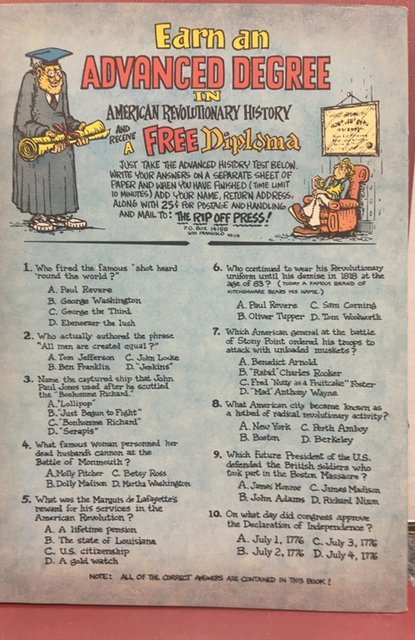 Earn an
ADVANCED DEGREE
IN
AMERICAN REVOLUTIONARY HISTORY
AND RECEIVE A FREE Diploma
JUST TAKE THE ADVANCED HISTORY TEST BELOW.
WRITE YOUR ANSWERS ON A SEPARATE SHEET OF
PAPER AND WHEN YOU HAVE FINISHED (TIME LIMIT
10 MINUTES) ADD YOUR NAME, RETURN ADDRESS,
ALONG WITH 25¢ FOR POSTAGE AND HANDLING
AND MAIL TO: THE RIP OFF PRESS!
P.O. BOX 14158
SAN FRANCISCO 94114
1. Who fired the famous "shot heard
'round the world?"
A. Paul Revere
B. George Washington
C. George the Third
D. Ebenezer the lush
2. Who actually authored the phrase
"All men are created equal?"
A. Tom Jefferson C. John Locke
B. Ben Franklin D. "Jenkins"
3. Name the captured ship that John
Paul Jones used after he scuttled
the "Bonhomme Richard."
A. "Lollipop"
B. "Just Begun to Fight"
C. "Bonhomme Richard"
D. "Serapis"
4. What famous woman personned her
dead husband's cannon at the
Battle of Monmouth?
A. Molly Pitcher C. Betsy Ross
B. Dolly Madison D. Martha Washington
5. What was the Marquis de Lafayette's
reward for his services in the
American Revolution?
A. A lifetime pension
B. The state of Louisiana
C. U.S. citizenship
D. A gold watch
6. Who continued to wear his Revolutionary
uniform until his demise in 1818 at the
age of 83? (TODAY A FAMOUS BRAND OF
KITCHENWARE BEARS HIS NAME.)
A. Paul Revere C. Sam Corning
B. Oliver Tupper D. Tom Woolworth
7. Which American general at the battle
of Stony Point ordered his troops to
attack with unloaded muskets?
A. Benedict Arnold
B. "Rabid" Charles Rooker
C. Fred "Nutty as a Fruitcake" Foster
D. "Mad" Anthony Wayne
8. What American city became known as
a hotbed of radical revolutionary activity?
A. New York C. Perth Amboy
B. Boston D. Berkeley
9. Which future President of the U.S.
defended the British soldiers who
took part in the Boston Massacre?
A. James Monroe C. James Madison
B. John Adams D. Richard Nixon
10. On what day did congress approve
the Declaration of Independence?
A. July 1, 1776 C. July 3, 1776
B. July 2, 1776 D. July 4, 1776
NOTE: ALL OF THE CORRECT ANSWERS ARE CONTAINED IN THIS BOOK!